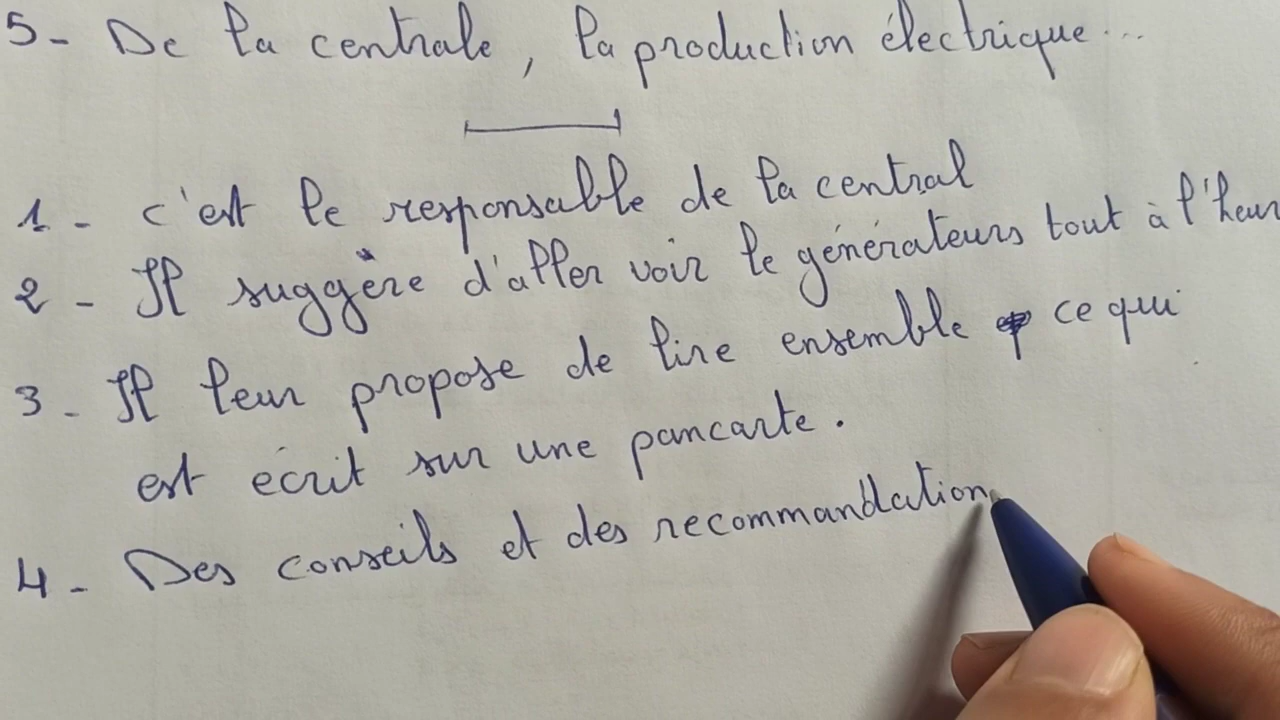 5- De la centrale, la production électrique...
1- c'est le responsable de la central
2- Il suggère d'aller voir le générateurs tout à l'heur
3- Il leur propose de lire ensemble ce qui
est écrit sur une pancarte.
4- Des conseils et des recommandation